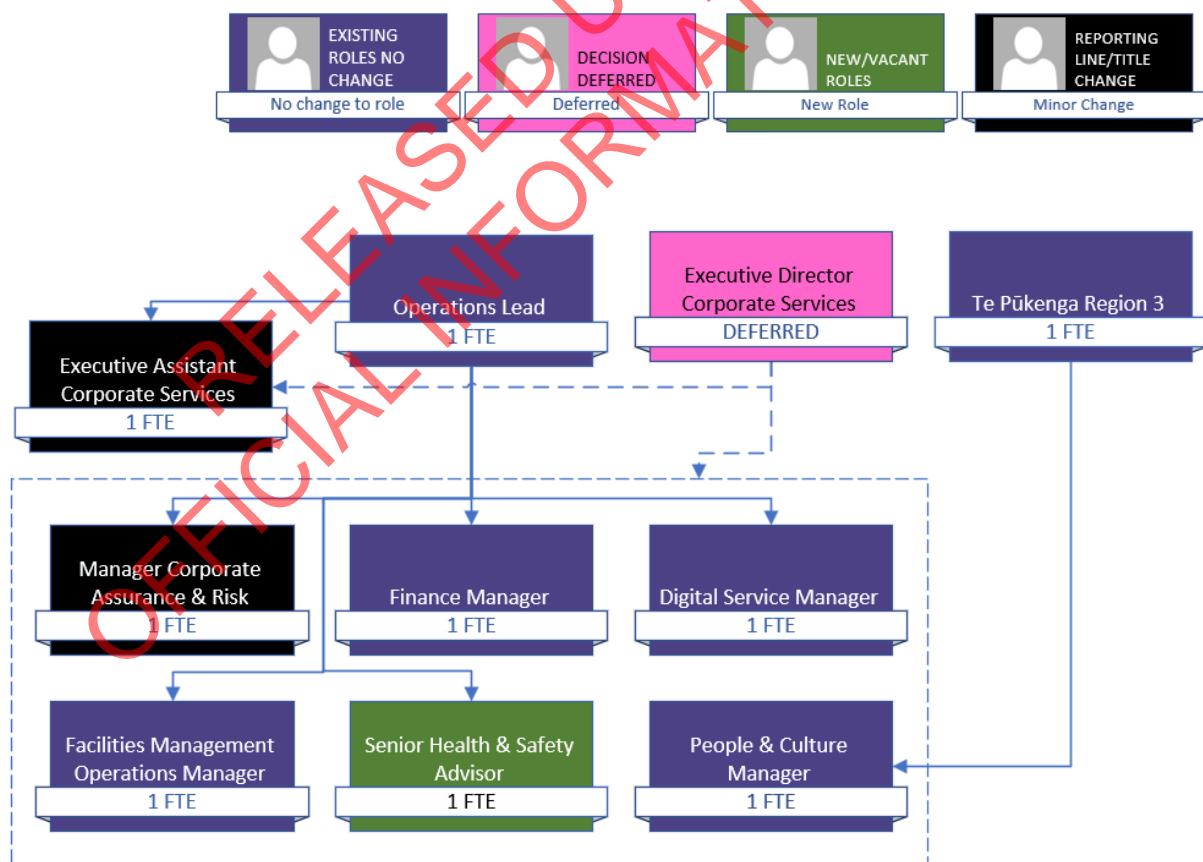 EXISTING
ROLES NO
CHANGE
No change to role
DECISION
DEFERRED
Deferred
NEW/VACANT
ROLES
New Role
REPORTING
LINE/TITLE
CHANGE
Minor Change
RELEASED U
OFFICIAL INFORMAT
Operations Lead
1 FTE
Executive Director
Corporate Services
DEFERRED
Te Pūkenga Region 3
1 FTE
Executive Assistant
Corporate Services
1 FTE
Manager Corporate
Assurance & Risk
1 FTE
Finance Manager
1 FTE
Digital Service Manager
1 FTE
Facilities Management
Operations Manager
1 FTE
Senior Health & Safety
Advisor
1 FTE
People & Culture
Manager
1 FTE